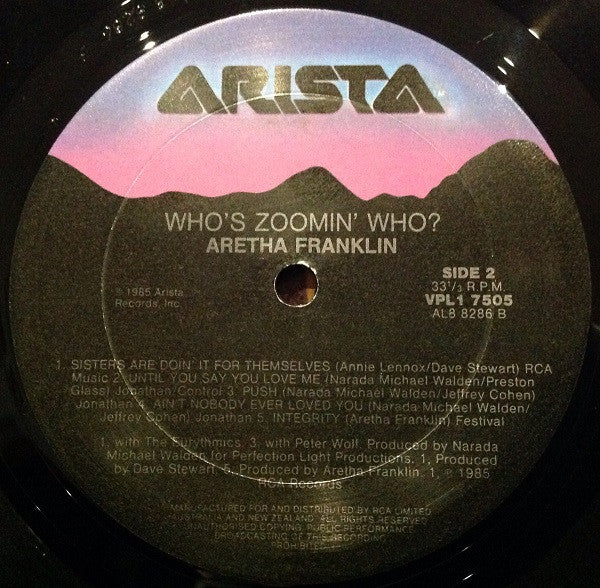 ARISTA
WHO'S ZOOMIN' WHO?
ARETHA FRANKLIN
℗ 1985 Arista
Records, Inc.
SIDE 2
33⅓ R.P.M.
VPL1 7505
AL8 8286 B
1. SISTERS ARE DOIN' IT FOR THEMSELVES (Annie Lennox/Dave Stewart) RCA
Music 2. UNTIL YOU SAY YOU LOVE ME (Narada Michael Walden/Preston
Glass) Jonathan/Control 3. PUSH (Narada Michael Walden/Jeffrey Cohen)
Jonathan 4. AIN'T NOBODY EVER LOVED YOU (Narada Michael Walden/
Jeffrey Cohen) Jonathan 5. INTEGRITY (Aretha Franklin) Festival
1, with The Eurythmics. 3, with Peter Wolf. Produced by Narada
Michael Walden for Perfection Light Productions. 1, Produced
by Dave Stewart. 5, Produced by Aretha Franklin. 1, ℗ 1985
RCA Records
MANUFACTURED FOR AND DISTRIBUTED BY RCA LIMITED
AND NEW ZEALAND. ALL RIGHTS RESERVED
UNAUTHORISED COPYING, PUBLIC PERFORMANCE
BROADCASTING OF THIS RECORDING
PROHIBITED